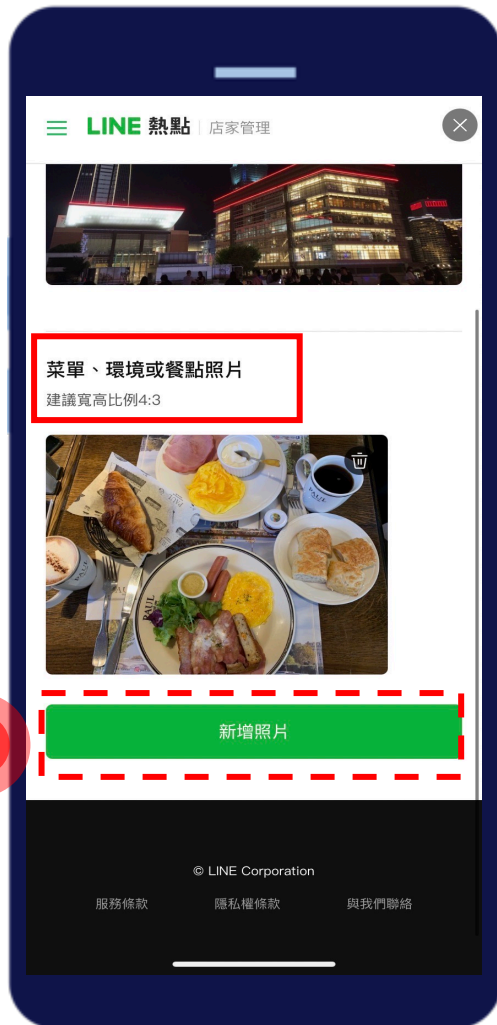 LINE 熱點 店家管理
菜單、環境或餐點照片
建議寬高比例4:3
PAUL
PAUL
新增照片
© LINE Corporation
服務條款 隱私權條款 與我們聯絡